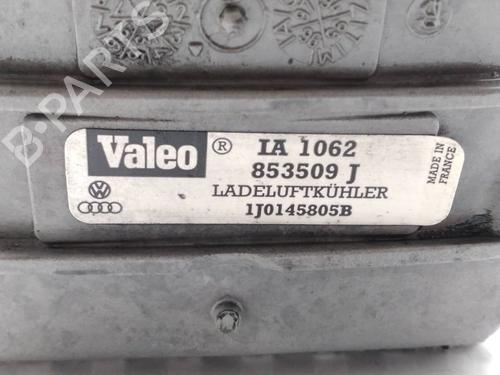 B-PARTS
Valeo ® IA 1062
853509 J
LADELUFTKÜHLER
1J0145805B
MADE IN
FRANCE